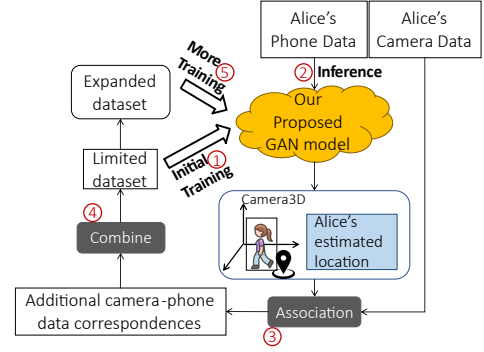 Alice's
Phone Data
Alice's
Camera Data
More
Training
5
2 Inference
Expanded
dataset
Our
Proposed
GAN model
Limited
dataset
1
Initial
Training
4
Combine
Camera3D
Alice's
estimated
location
Additional camera-phone
data correspondences
Association
3